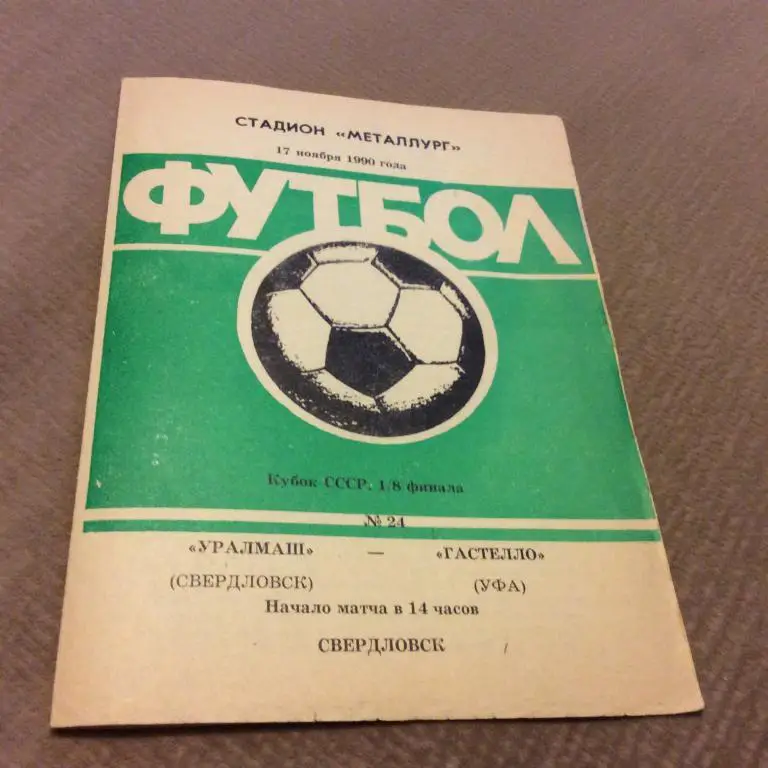 СТАДИОН «МЕТАЛЛУРГ»
17 ноября 1990 года
ФУТБОЛ
Кубок СССР. 1/8 финала
№ 24
«УРАЛМАШ» — «ГАСТЕЛЛО»
(СВЕРДЛОВСК) (УФА)
Начало матча в 14 часов
СВЕРДЛОВСК